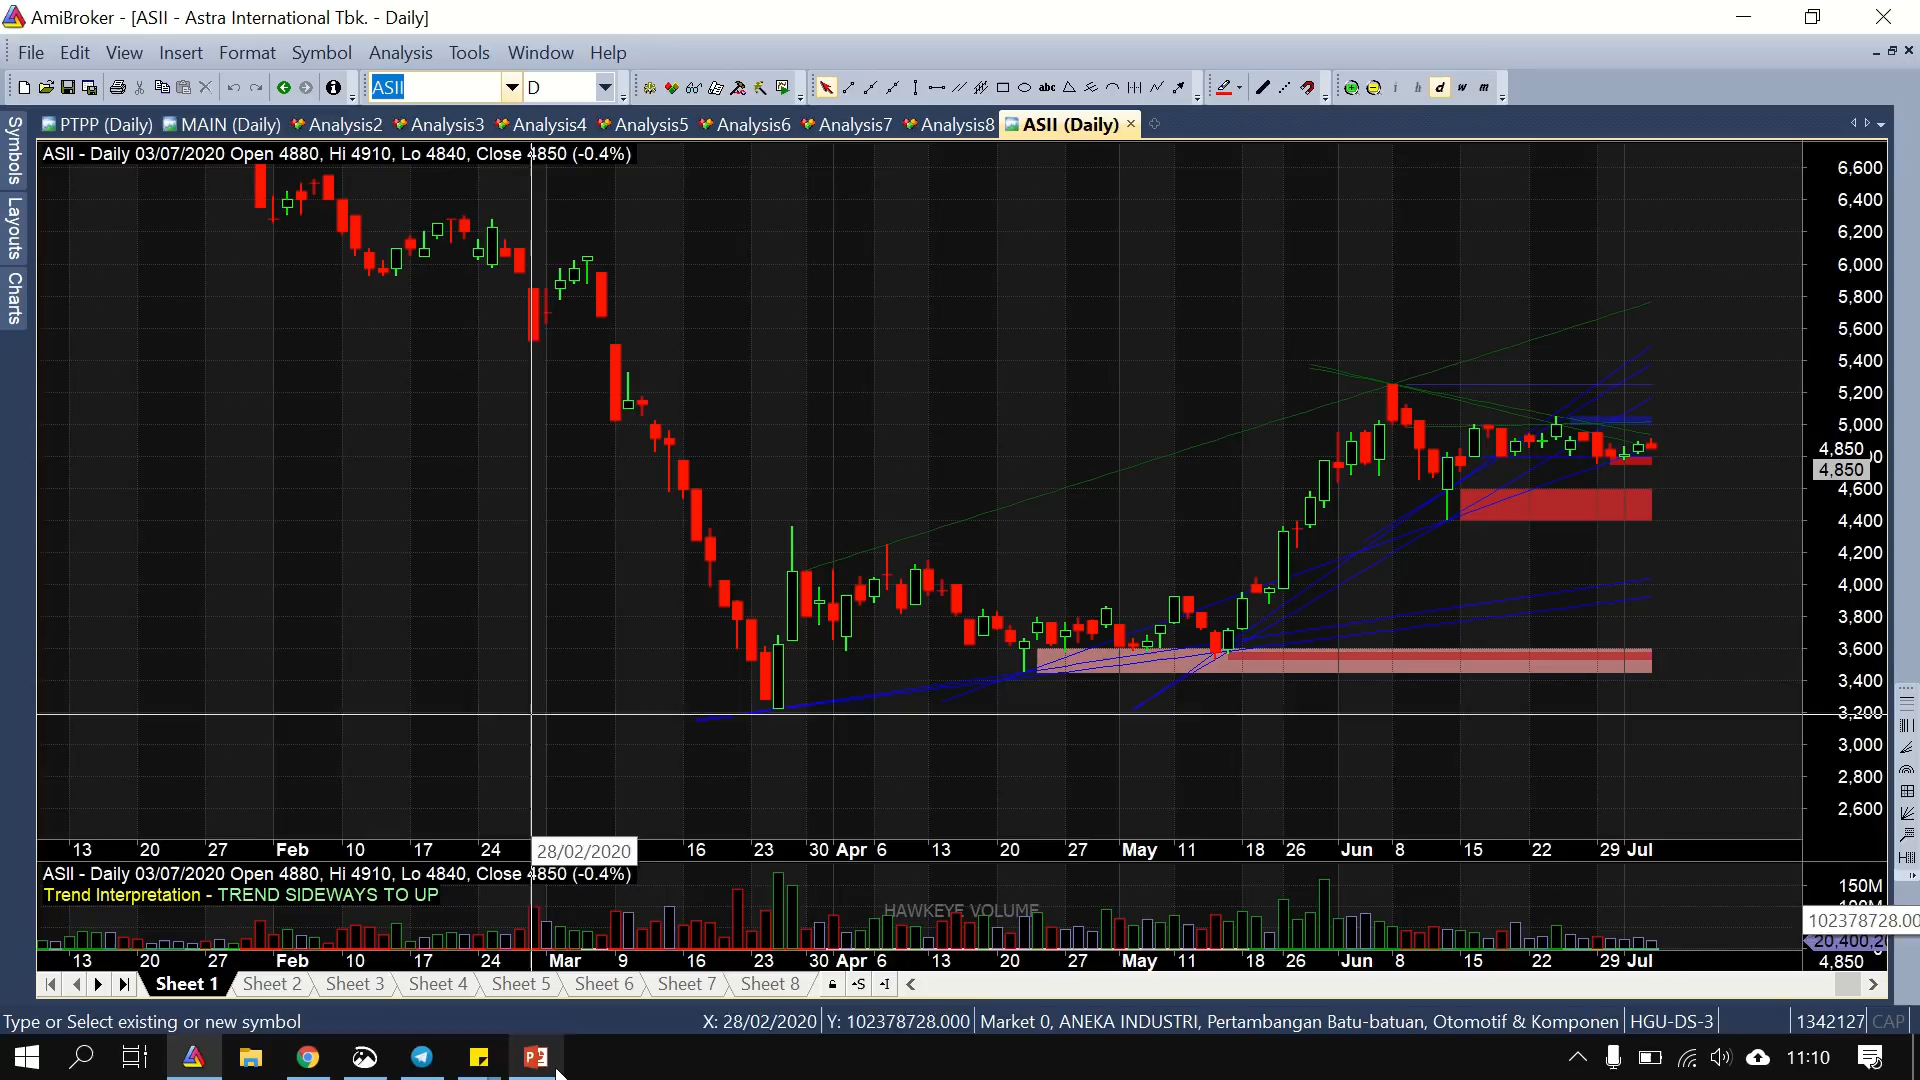 AmiBroker - [ASII - Astra International Tbk. - Daily]
File Edit View Insert Format Symbol Analysis Tools Window Help
ASII D abc i h d w m
PTPP (Daily) MAIN (Daily) Analysis2 Analysis3 Analysis4 Analysis5 Analysis6 Analysis7 Analysis8 ASII (Daily)
Symbols
Layouts
Charts
ASII - Daily 03/07/2020 Open 4880, Hi 4910, Lo 4840, Close 4850 (-0.4%)
6,600
6,400
6,200
6,000
5,800
5,600
5,400
5,200
5,000
4,850
4,850
4,600
4,400
4,200
4,000
3,800
3,600
3,400
3,200
3,000
2,800
2,600
13 20 27 Feb 10 17 24 28/02/2020 16 23 30 Apr 6 13 20 27 May 11 18 26 Jun 8 15 22 29 Jul
ASII - Daily 03/07/2020 Open 4880, Hi 4910, Lo 4840, Close 4850 (-0.4%)
Trend Interpretation - TREND SIDEWAYS TO UP
HAWKEYE VOLUME
150M
102378728.00
4,850
13 20 27 Feb 10 17 24 Mar 9 16 23 30 Apr 6 13 20 27 May 11 18 26 Jun 8 15 22 29 Jul
Sheet 1 Sheet 2 Sheet 3 Sheet 4 Sheet 5 Sheet 6 Sheet 7 Sheet 8
Type or Select existing or new symbol X: 28/02/2020 Y: 102378728.000 Market 0, ANEKA INDUSTRI, Pertambangan Batu-batuan, Otomotif & Komponen HGU-DS-3 1342127 CAP
11:10